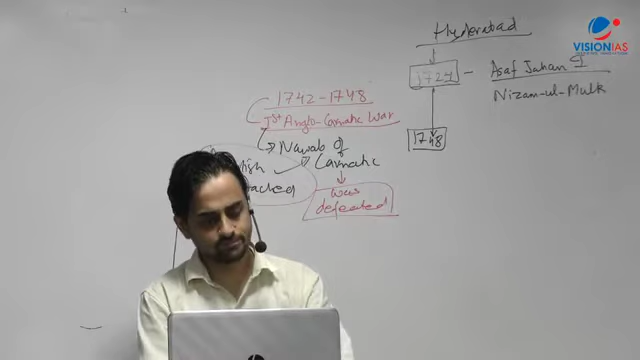 VISIONIAS
Hyderabad
1724 - Asaf Jahan I
Nizam-ul-Mulk
1748
1742-1748
Ist Anglo-Carnatic War
Nawab of
Carnatic
was
defeated